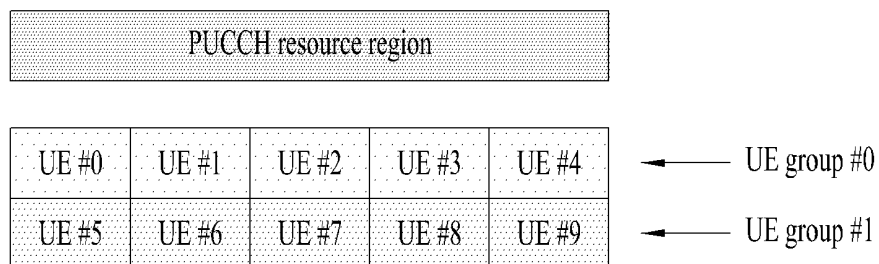 PUCCH resource region
UE #0 UE #1 UE #2 UE #3 UE #4 UE group #0
UE #5 UE #6 UE #7 UE #8 UE #9 UE group #1